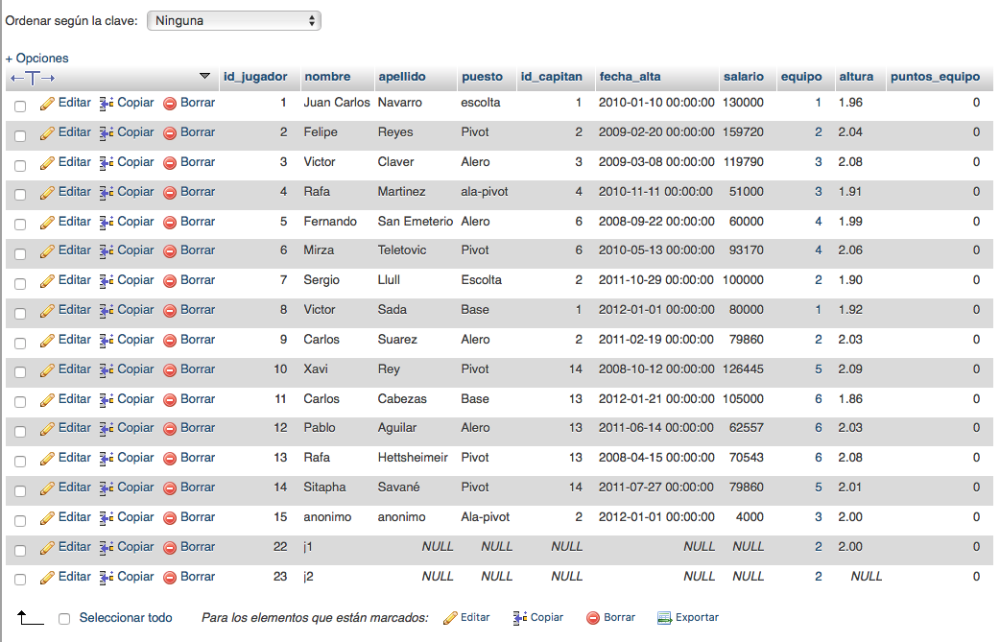 Ordenar según la clave: Ninguna
+ Opciones
id_jugador nombre apellido puesto id_capitan fecha_alta salario equipo altura puntos_equipo
Editar Copiar Borrar 1 Juan Carlos Navarro escolta 1 2010-01-10 00:00:00 130000 1 1.96 0
Editar Copiar Borrar 2 Felipe Reyes Pivot 2 2009-02-20 00:00:00 159720 2 2.04 0
Editar Copiar Borrar 3 Victor Claver Alero 3 2009-03-08 00:00:00 119790 3 2.08 0
Editar Copiar Borrar 4 Rafa Martinez ala-pivot 4 2010-11-11 00:00:00 51000 3 1.91 0
Editar Copiar Borrar 5 Fernando San Emeterio Alero 6 2008-09-22 00:00:00 60000 4 1.99 0
Editar Copiar Borrar 6 Mirza Teletovic Pivot 6 2010-05-13 00:00:00 93170 4 2.06 0
Editar Copiar Borrar 7 Sergio Llull Escolta 2 2011-10-29 00:00:00 100000 2 1.90 0
Editar Copiar Borrar 8 Victor Sada Base 1 2012-01-01 00:00:00 80000 1 1.92 0
Editar Copiar Borrar 9 Carlos Suarez Alero 2 2011-02-19 00:00:00 79860 2 2.03 0
Editar Copiar Borrar 10 Xavi Rey Pivot 14 2008-10-12 00:00:00 126445 5 2.09 0
Editar Copiar Borrar 11 Carlos Cabezas Base 13 2012-01-21 00:00:00 105000 6 1.86 0
Editar Copiar Borrar 12 Pablo Aguilar Alero 13 2011-06-14 00:00:00 62557 6 2.03 0
Editar Copiar Borrar 13 Rafa Hettsheimeir Pivot 13 2008-04-15 00:00:00 70543 6 2.08 0
Editar Copiar Borrar 14 Sitapha Savané Pivot 14 2011-07-27 00:00:00 79860 5 2.01 0
Editar Copiar Borrar 15 anonimo anonimo Ala-pivot 2 2012-01-01 00:00:00 4000 3 2.00 0
Editar Copiar Borrar 22 j1 NULL NULL NULL NULL NULL 2 2.00 0
Editar Copiar Borrar 23 j2 NULL NULL NULL NULL NULL 2 NULL 0
Seleccionar todo Para los elementos que están marcados: Editar Copiar Borrar Exportar